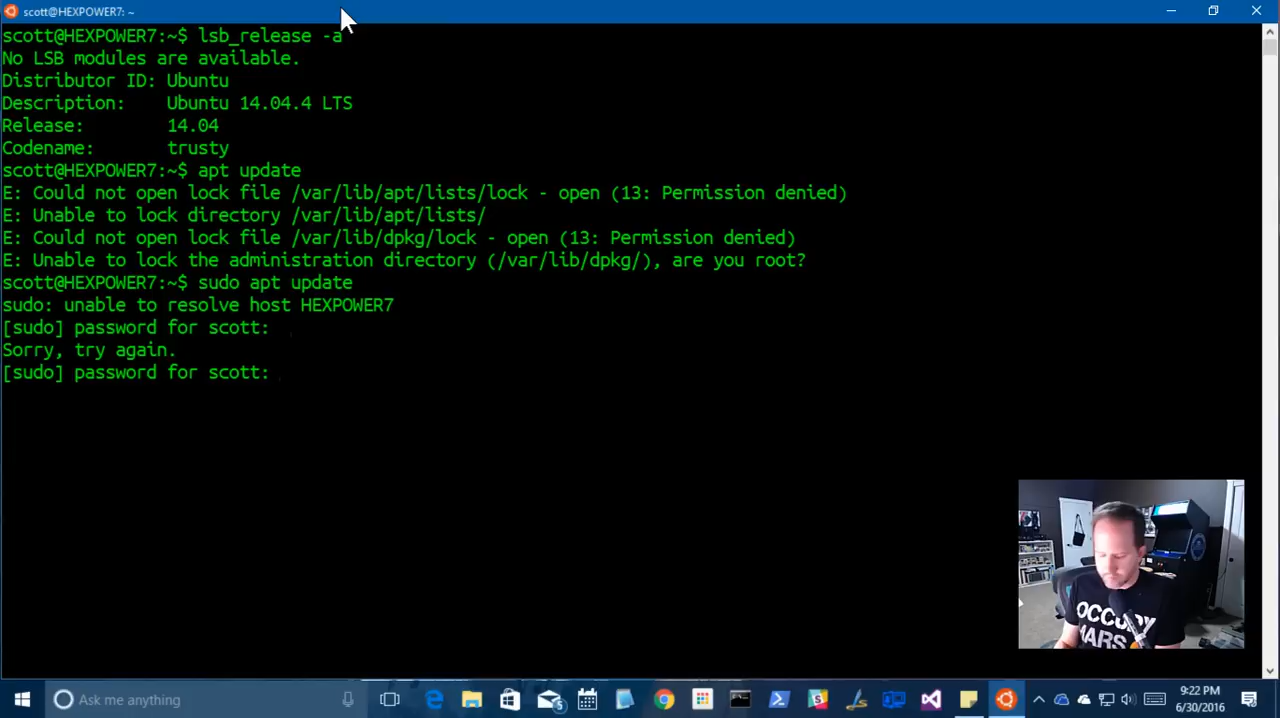 scott@HEXPOWER7: ~
scott@HEXPOWER7:~$ lsb_release -a
No LSB modules are available.
Distributor ID: Ubuntu
Description:    Ubuntu 14.04.4 LTS
Release:        14.04
Codename:       trusty
scott@HEXPOWER7:~$ apt update
E: Could not open lock file /var/lib/apt/lists/lock - open (13: Permission denied)
E: Unable to lock directory /var/lib/apt/lists/
E: Could not open lock file /var/lib/dpkg/lock - open (13: Permission denied)
E: Unable to lock the administration directory (/var/lib/dpkg/), are you root?
scott@HEXPOWER7:~$ sudo apt update
sudo: unable to resolve host HEXPOWER7
[sudo] password for scott:
Sorry, try again.
[sudo] password for scott:
OCCUPY
MARS
Ask me anything
9:22 PM
6/30/2016